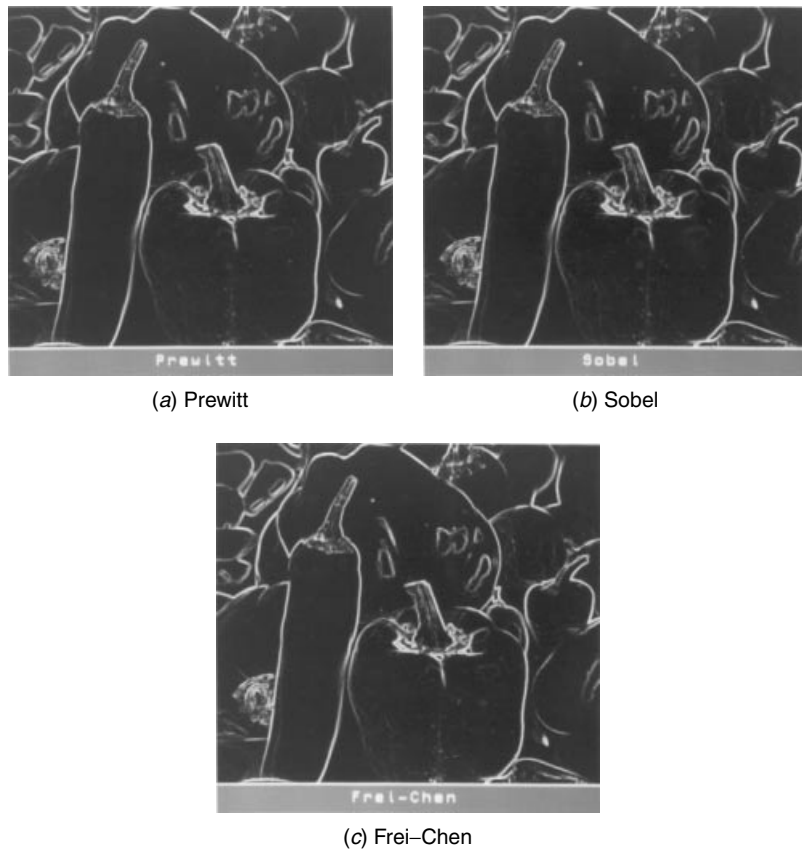 Prewitt
Sobel
(a) Prewitt
(b) Sobel
Frei-Chen
(c) Frei–Chen